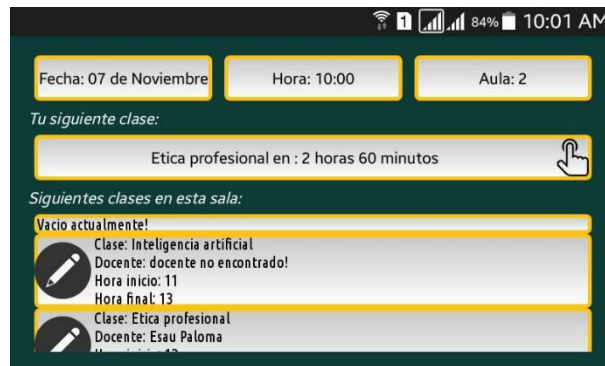 1 84% 10:01 AM
Fecha: 07 de Noviembre
Hora: 10:00
Aula: 2
Tu siguiente clase:
Etica profesional en : 2 horas 60 minutos
Siguientes clases en esta sala:
Vacio actualmente!
Clase: Inteligencia artificial
Docente: docente no encontrado!
Hora inicio: 11
Hora final: 13
Clase: Etica profesional
Docente: Esau Paloma